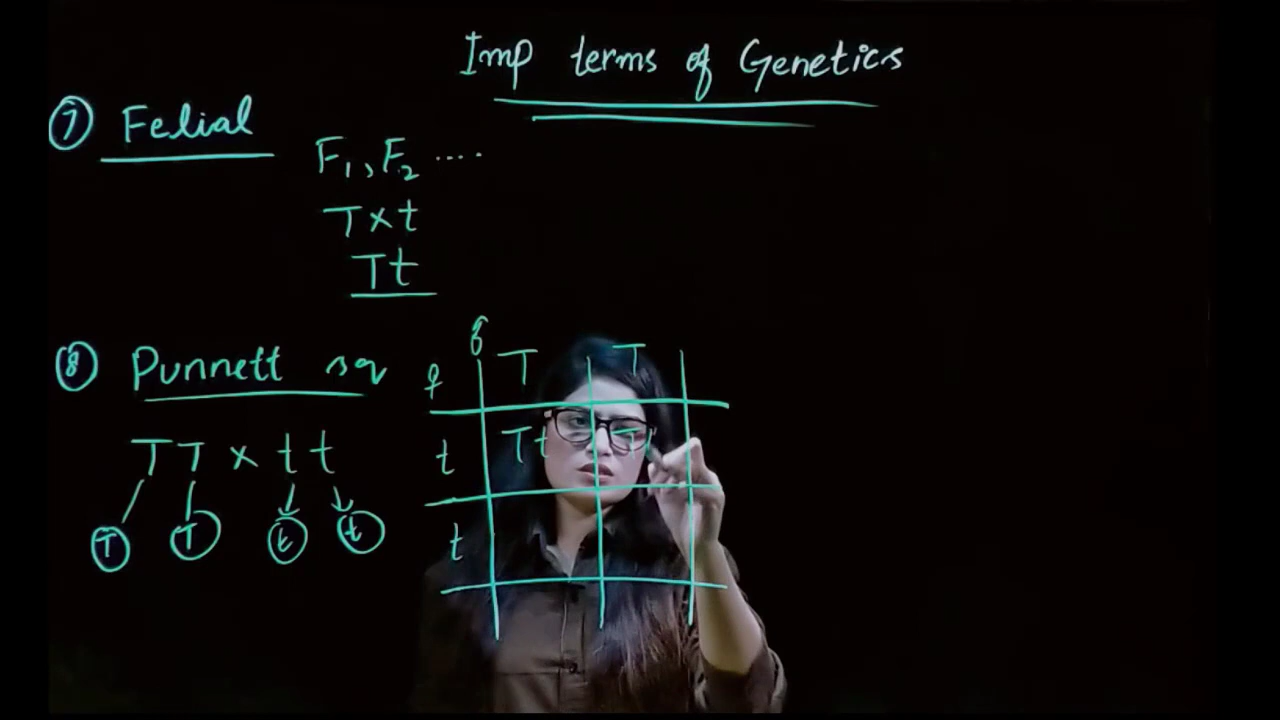 Imp terms of Genetics
7 Felial
F1, F2 ....
T x t
Tt
8 Punnett sq
♂ T T
♀
TT x tt
t Tt T
T T t t
t